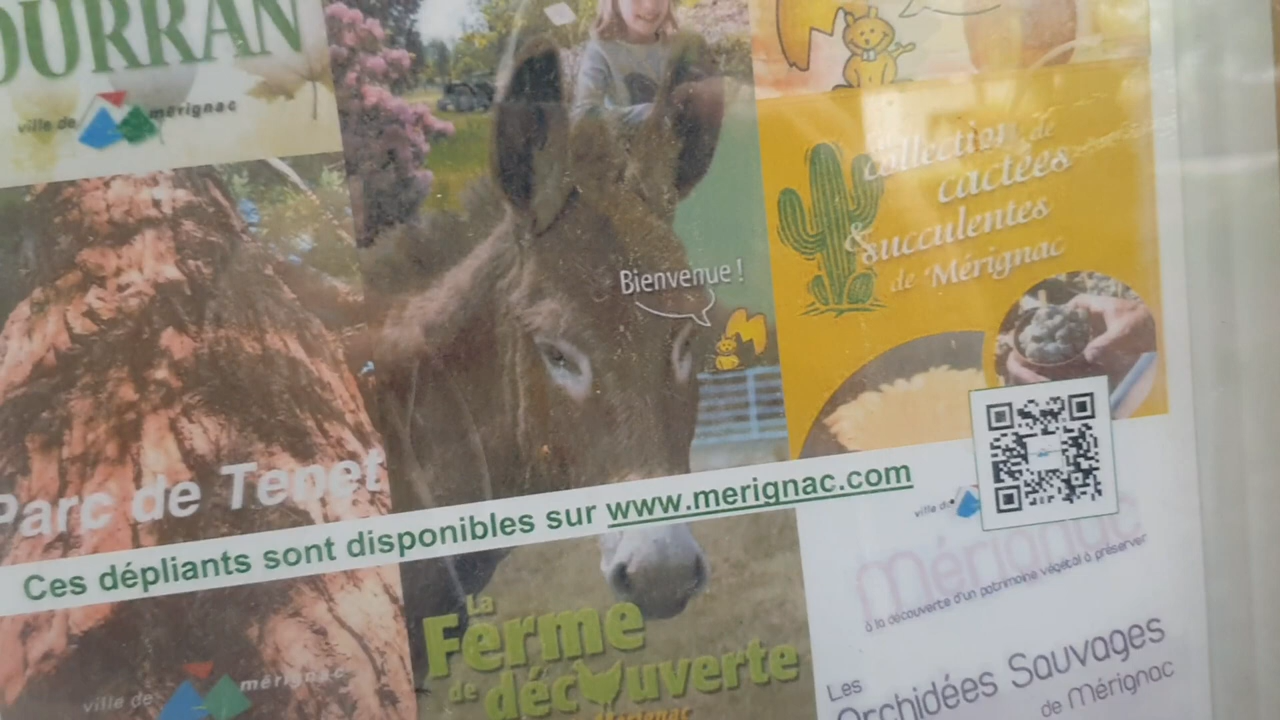 ville de mérignac
Parc de Tenet
ville de mérignac
Bienvenue !
Ces dépliants sont disponibles sur www.merignac.com
La
Ferme
de découverte
Mérignac
collection de
cactées
& succulentes
de Mérignac
ville de
mérignac
à la découverte d'un patrimoine végétal à préserver
Les
Orchidées Sauvages
de Mérignac